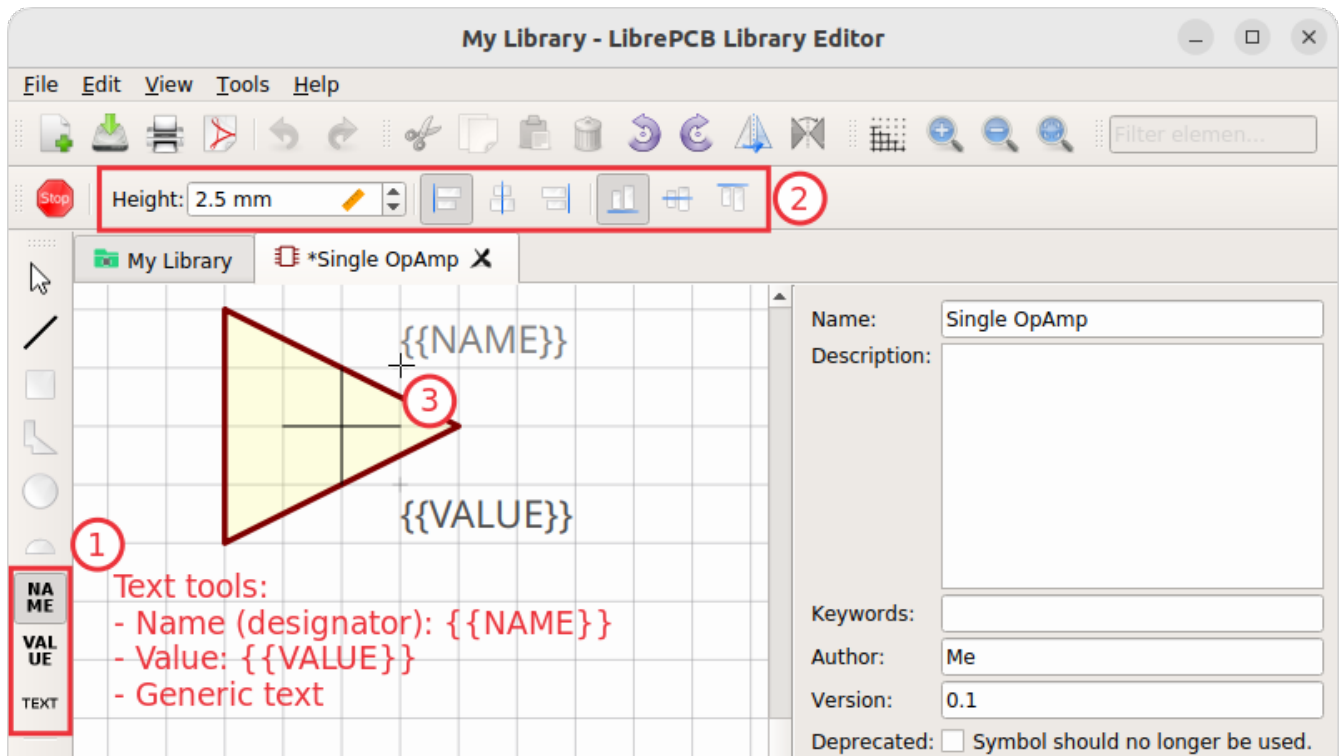 My Library - LibrePCB Library Editor
File Edit View Tools Help
Filter elemen...
Stop Height: 2.5 mm 2
My Library *Single OpAmp
{{NAME}}
3
{{VALUE}}
1
NA
ME
VAL
UE
TEXT
Text tools:
- Name (designator): {{NAME}}
- Value: {{VALUE}}
- Generic text
Name: Single OpAmp
Description:
Keywords:
Author: Me
Version: 0.1
Deprecated: Symbol should no longer be used.